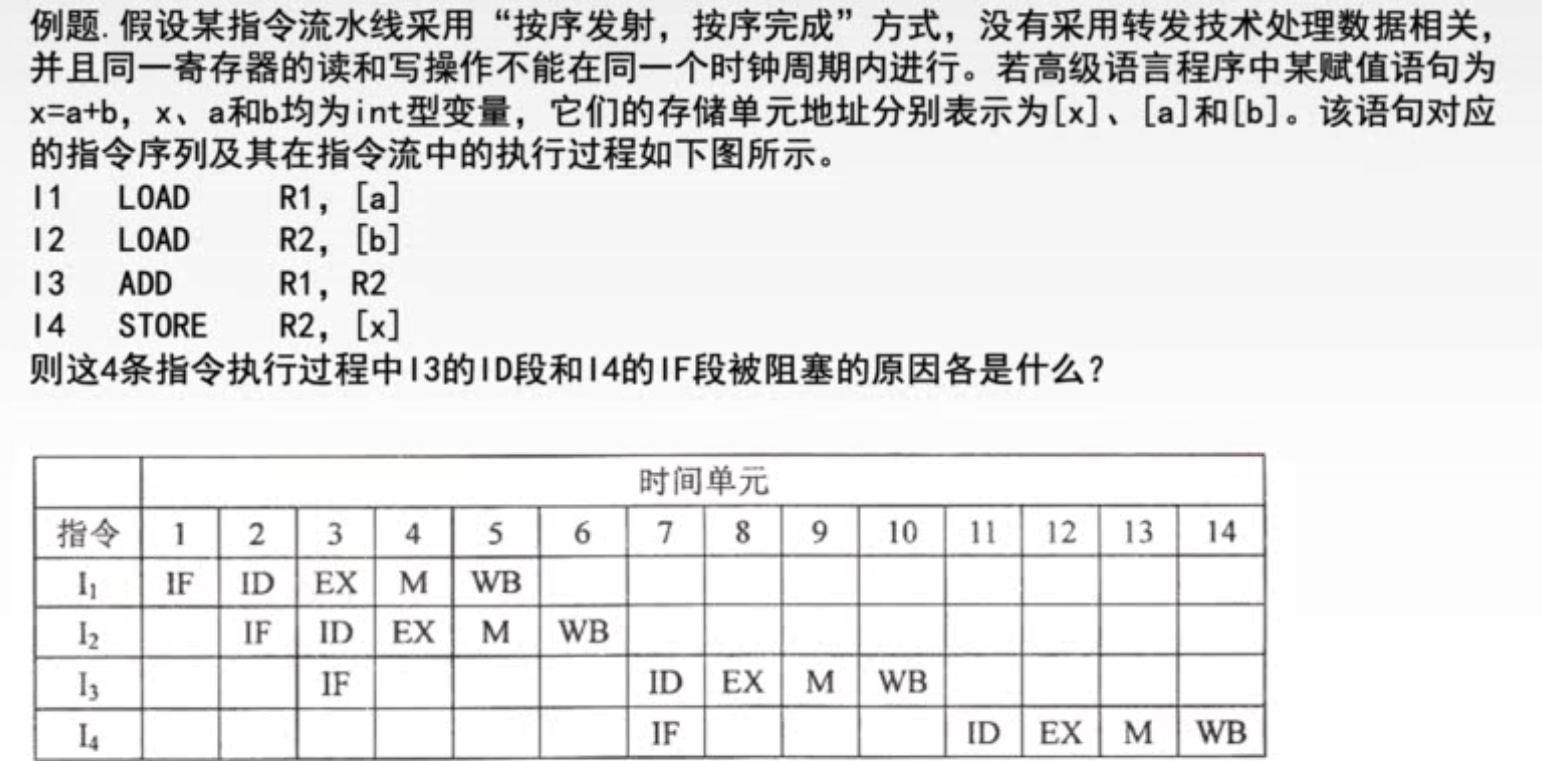 例题. 假设某指令流水线采用“按序发射，按序完成”方式，没有采用转发技术处理数据相关，
并且同一寄存器的读和写操作不能在同一个时钟周期内进行。若高级语言程序中某赋值语句为
x=a+b，x、a和b均为int型变量，它们的存储单元地址分别表示为[x]、[a]和[b]。该语句对应
的指令序列及其在指令流中的执行过程如下图所示。
I1 LOAD R1, [a]
I2 LOAD R2, [b]
I3 ADD R1, R2
I4 STORE R2, [x]
则这4条指令执行过程中I3的ID段和I4的IF段被阻塞的原因各是什么？
时间单元
指令 1 2 3 4 5 6 7 8 9 10 11 12 13 14
I₁ IF ID EX M WB
I₂ IF ID EX M WB
I₃ IF ID EX M WB
I₄ IF ID EX M WB